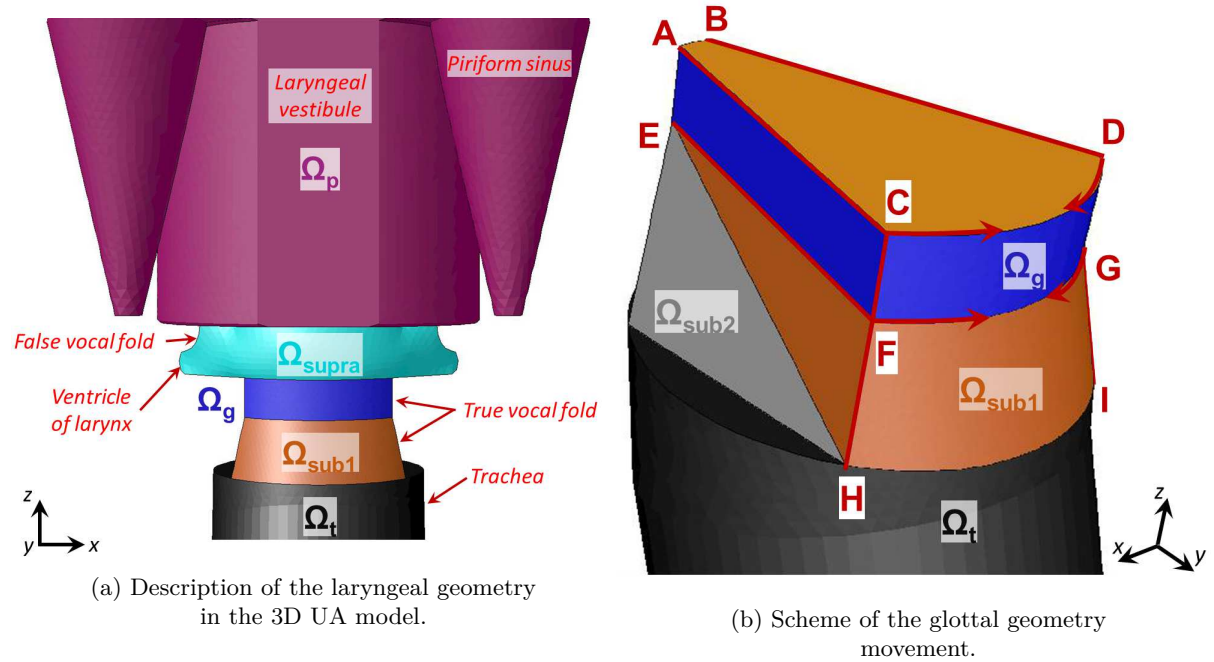 Laryngeal
vestibule
Piriform sinus
Ωp
False vocal fold
Ωsupra
Ventricle
of larynx
Ωg
True vocal fold
Ωsub1
Trachea
Ωt
z
y
x
(a) Description of the laryngeal geometry
in the 3D UA model.
A
B
D
E
C
Ωg
G
Ωsub2
F
Ωsub1
I
H
Ωt
z
x
y
(b) Scheme of the glottal geometry
movement.